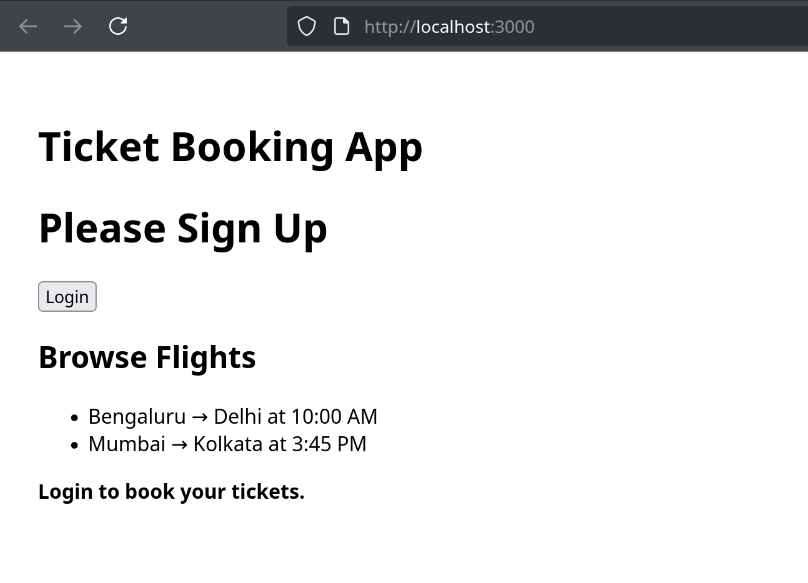 http://localhost:3000
Ticket Booking App
Please Sign Up
Login
Browse Flights
• Bengaluru → Delhi at 10:00 AM
• Mumbai → Kolkata at 3:45 PM
Login to book your tickets.